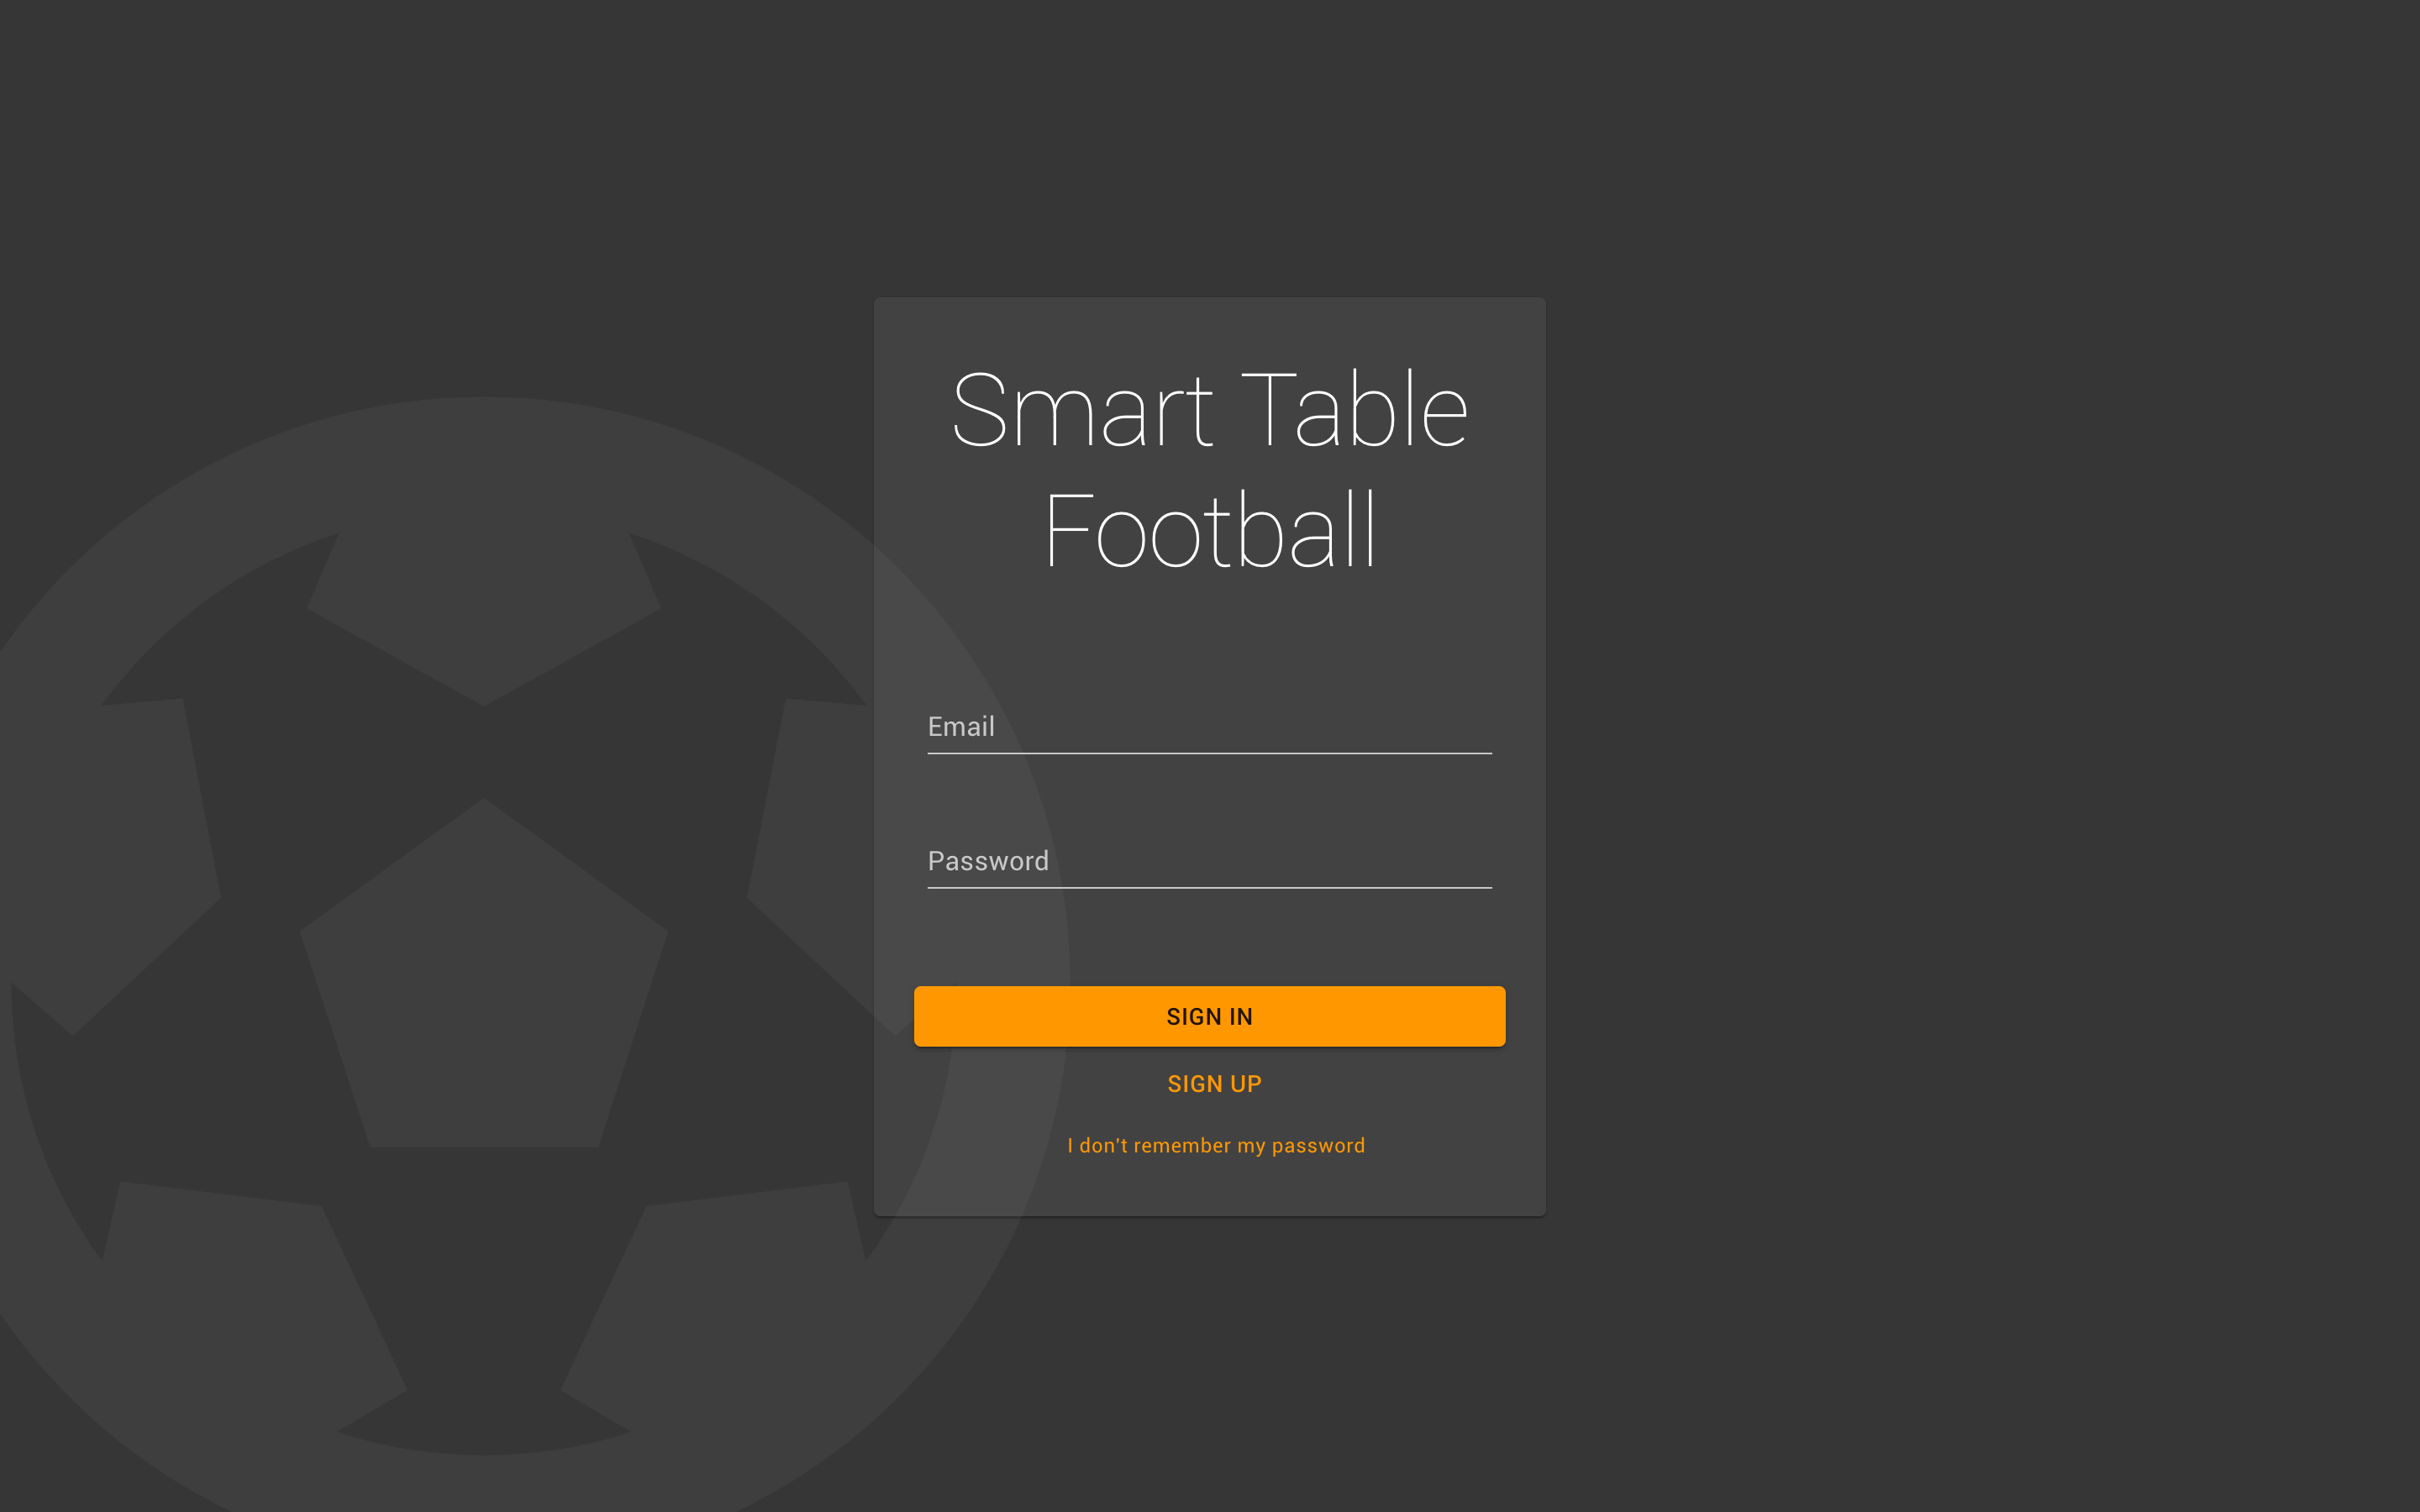 Smart Table
Football
Email
Password
SIGN IN
SIGN UP
I don't remember my password